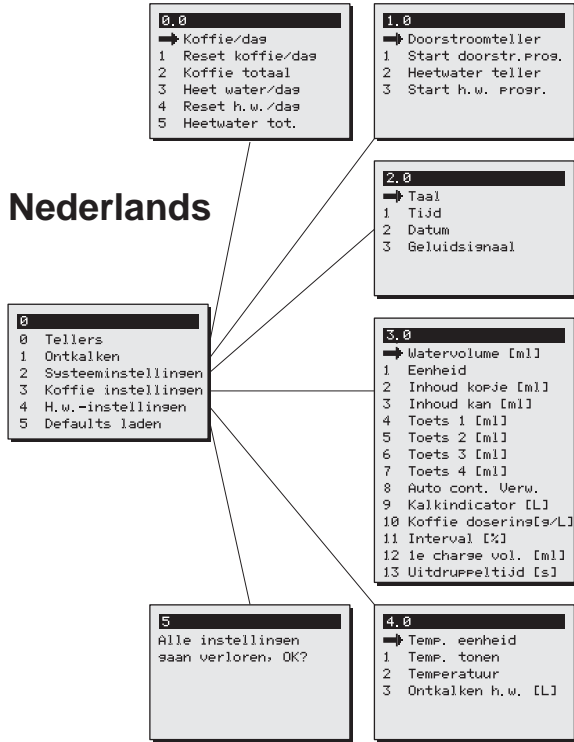 0.0
Koffie/dag
1 Reset koffie/dag
2 Koffie totaal
3 Heet water/dag
4 Reset h.w./dag
5 Heetwater tot.
1.0
Doorstroomteller
1 Start doorstr.prog.
2 Heetwater teller
3 Start h.w. progr.
Nederlands
2.0
Taal
1 Tijd
2 Datum
3 Geluidsignaal
0
0 Tellers
1 Ontkalken
2 Systeeminstellingen
3 Koffie instellingen
4 H.w.-instellingen
5 Defaults laden
3.0
Watervolume [ml]
1 Eenheid
2 Inhoud kopje [ml]
3 Inhoud kan [ml]
4 Toets 1 [ml]
5 Toets 2 [ml]
6 Toets 3 [ml]
7 Toets 4 [ml]
8 Auto cont. Verw.
9 Kalkindicator [L]
10 Koffie dosering[g/L]
11 Interval [%]
12 1e charge vol. [ml]
13 Uitdruppeltijd [s]
5
Alle instellingen
gaan verloren, OK?
4.0
Temp. eenheid
1 Temp. tonen
2 Temperatuur
3 Ontkalken h.w. [L]